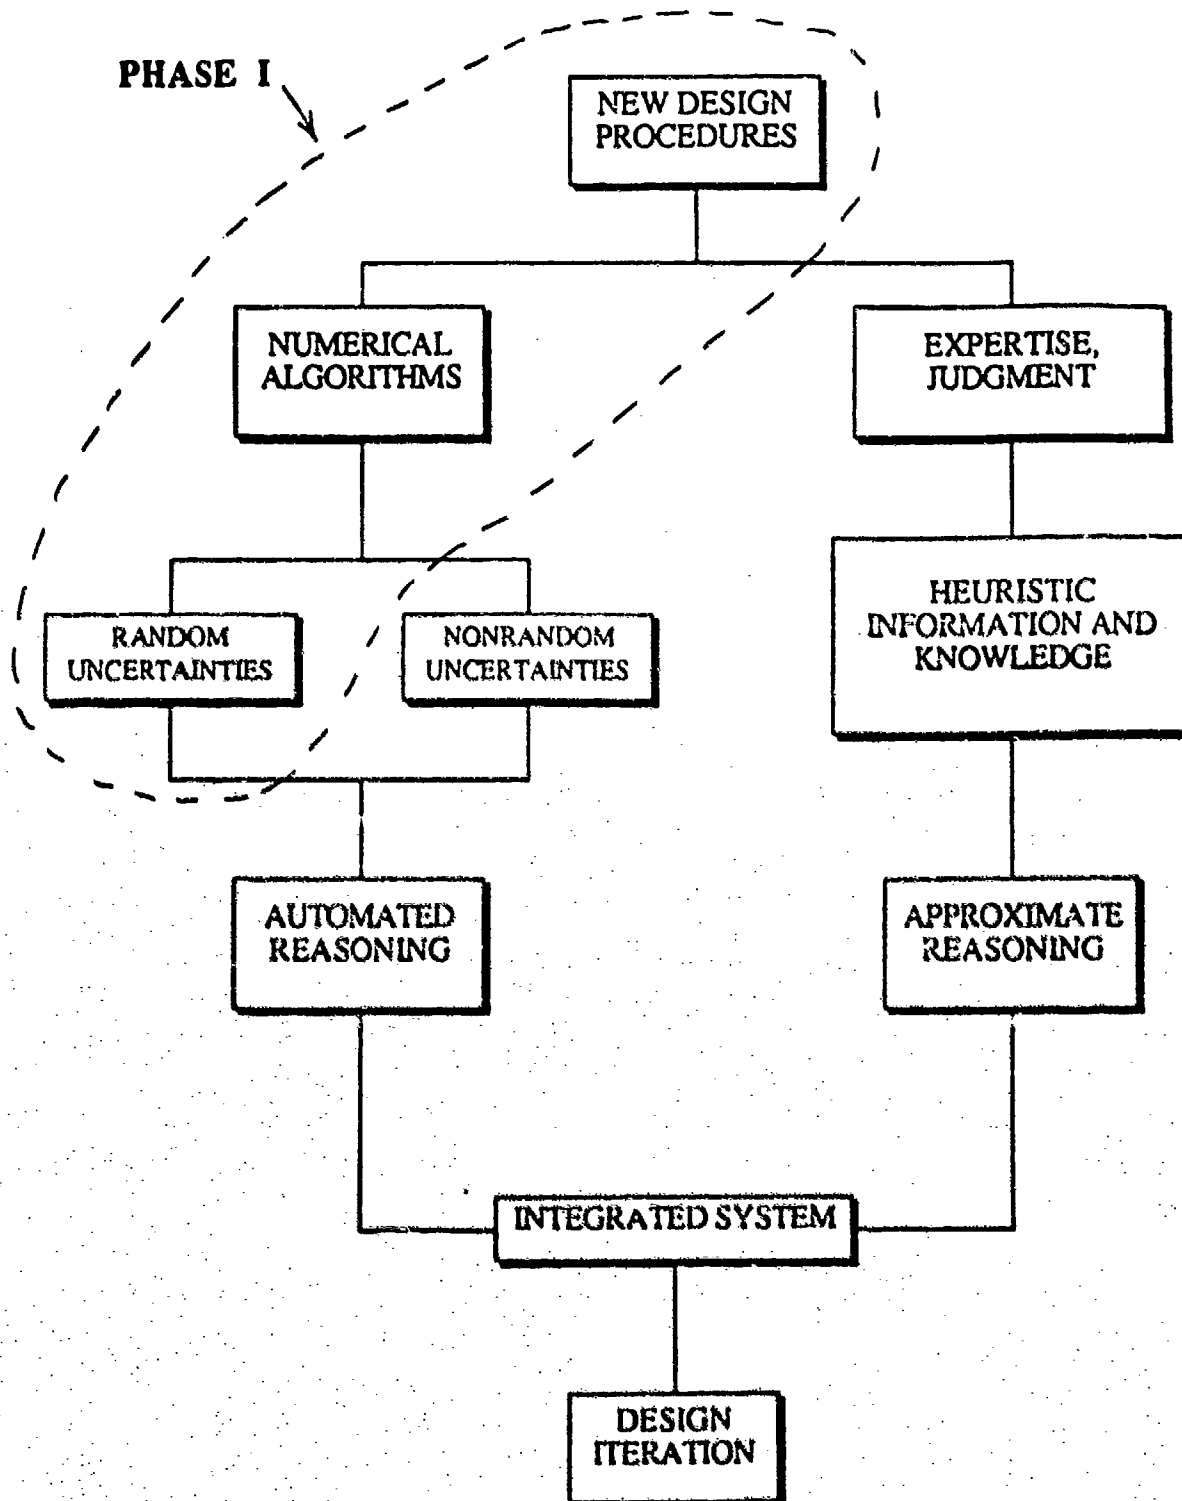 PHASE I
NEW DESIGN
PROCEDURES
NUMERICAL
ALGORITHMS
EXPERTISE,
JUDGMENT
RANDOM
UNCERTAINTIES
NONRANDOM
UNCERTAINTIES
HEURISTIC
INFORMATION AND
KNOWLEDGE
AUTOMATED
REASONING
APPROXIMATE
REASONING
INTEGRATED SYSTEM
DESIGN
ITERATION